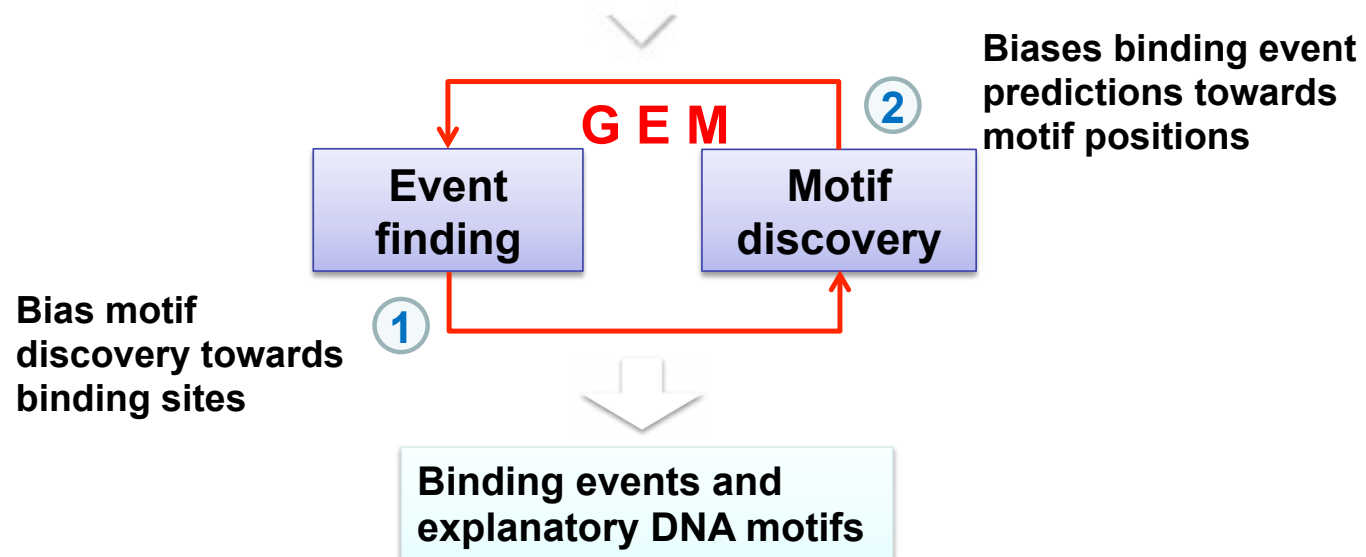 Biases binding event
predictions towards
motif positions
2
G E M
Event
finding
Motif
discovery
Bias motif
discovery towards
binding sites
1
Binding events and
explanatory DNA motifs